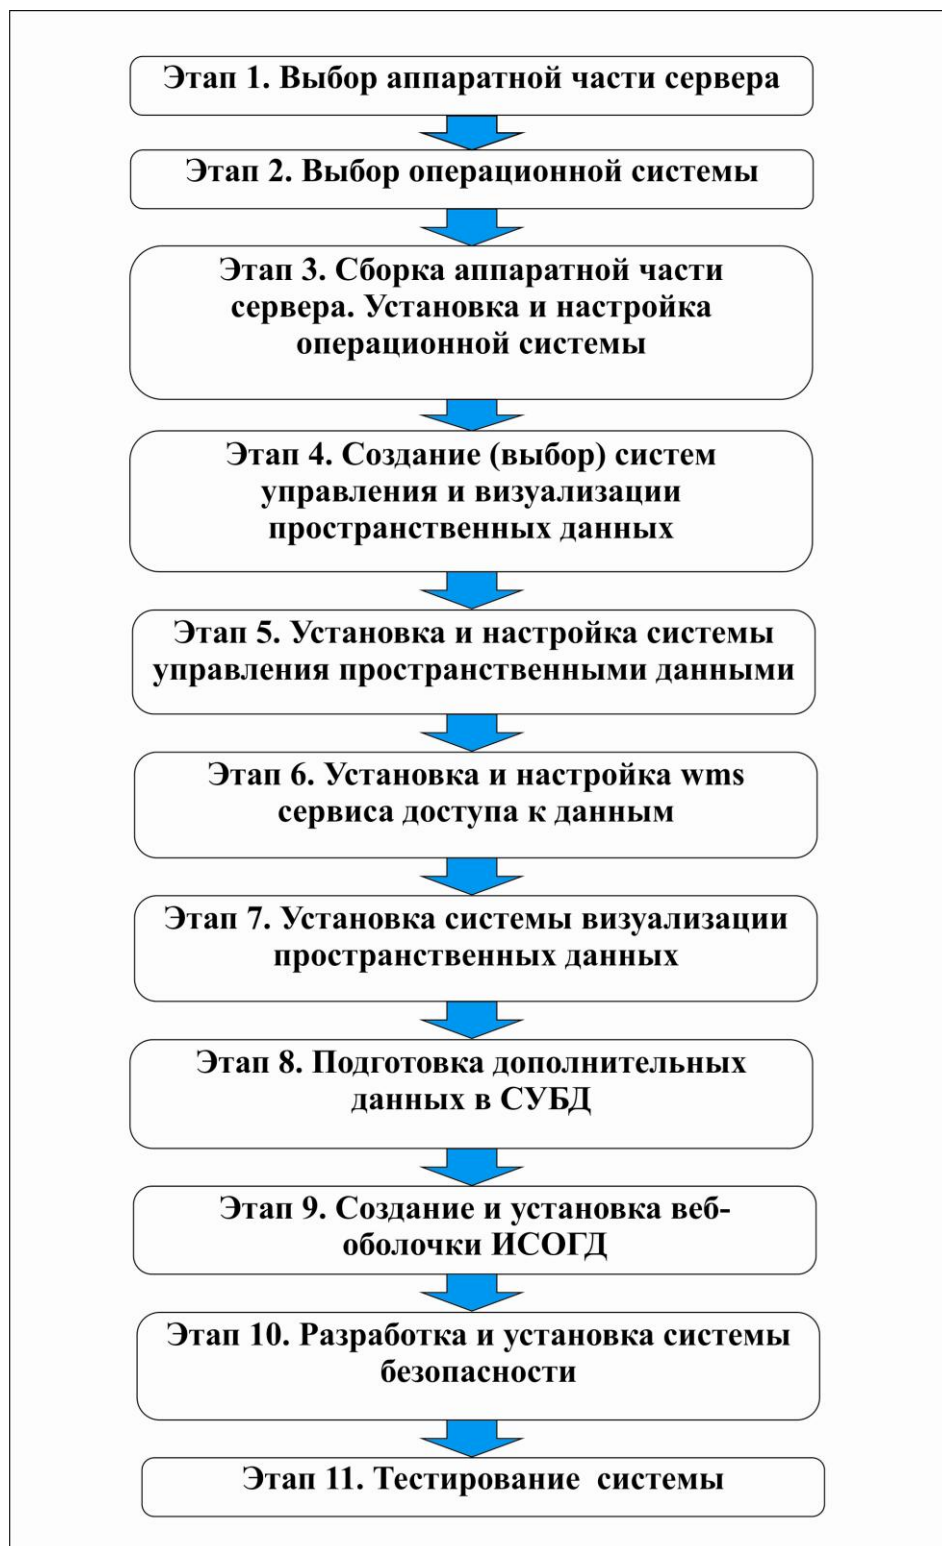 Этап 1. Выбор аппаратной части сервера
Этап 2. Выбор операционной системы
Этап 3. Сборка аппаратной части
сервера. Установка и настройка
операционной системы
Этап 4. Создание (выбор) систем
управления и визуализации
пространственных данных
Этап 5. Установка и настройка системы
управления пространственными данными
Этап 6. Установка и настройка wms
сервиса доступа к данным
Этап 7. Установка системы визуализации
пространственных данных
Этап 8. Подготовка дополнительных
данных в СУБД
Этап 9. Создание и установка веб-
оболочки ИСОГД
Этап 10. Разработка и установка системы
безопасности
Этап 11. Тестирование  системы